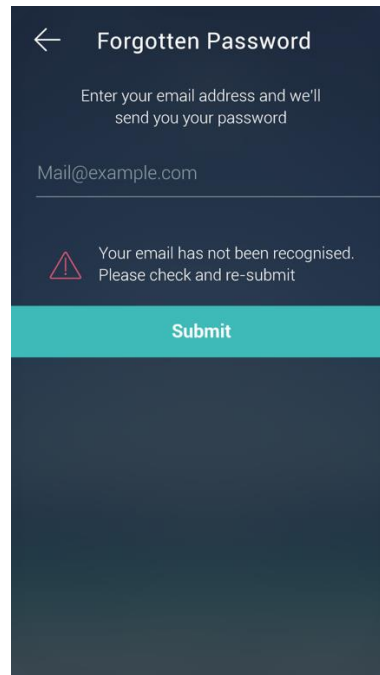 Forgotten Password
Enter your email address and we'll
send you your password
Mail@example.com
Your email has not been recognised.
Please check and re-submit
Submit